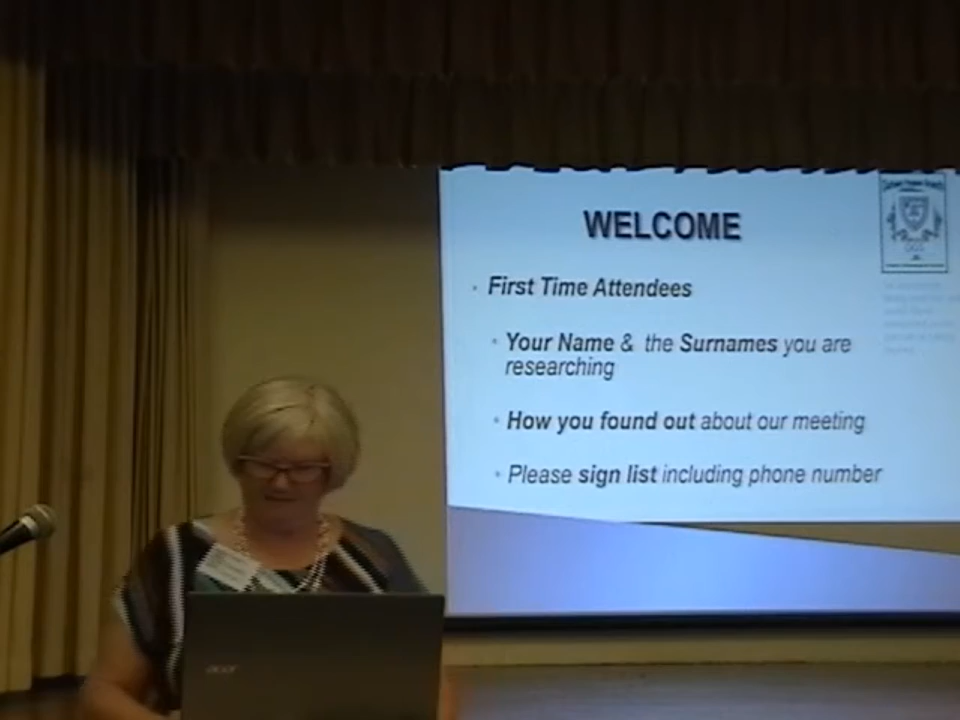 WELCOME
First Time Attendees
Your Name & the Surnames you are
researching
How you found out about our meeting
Please sign list including phone number
acer